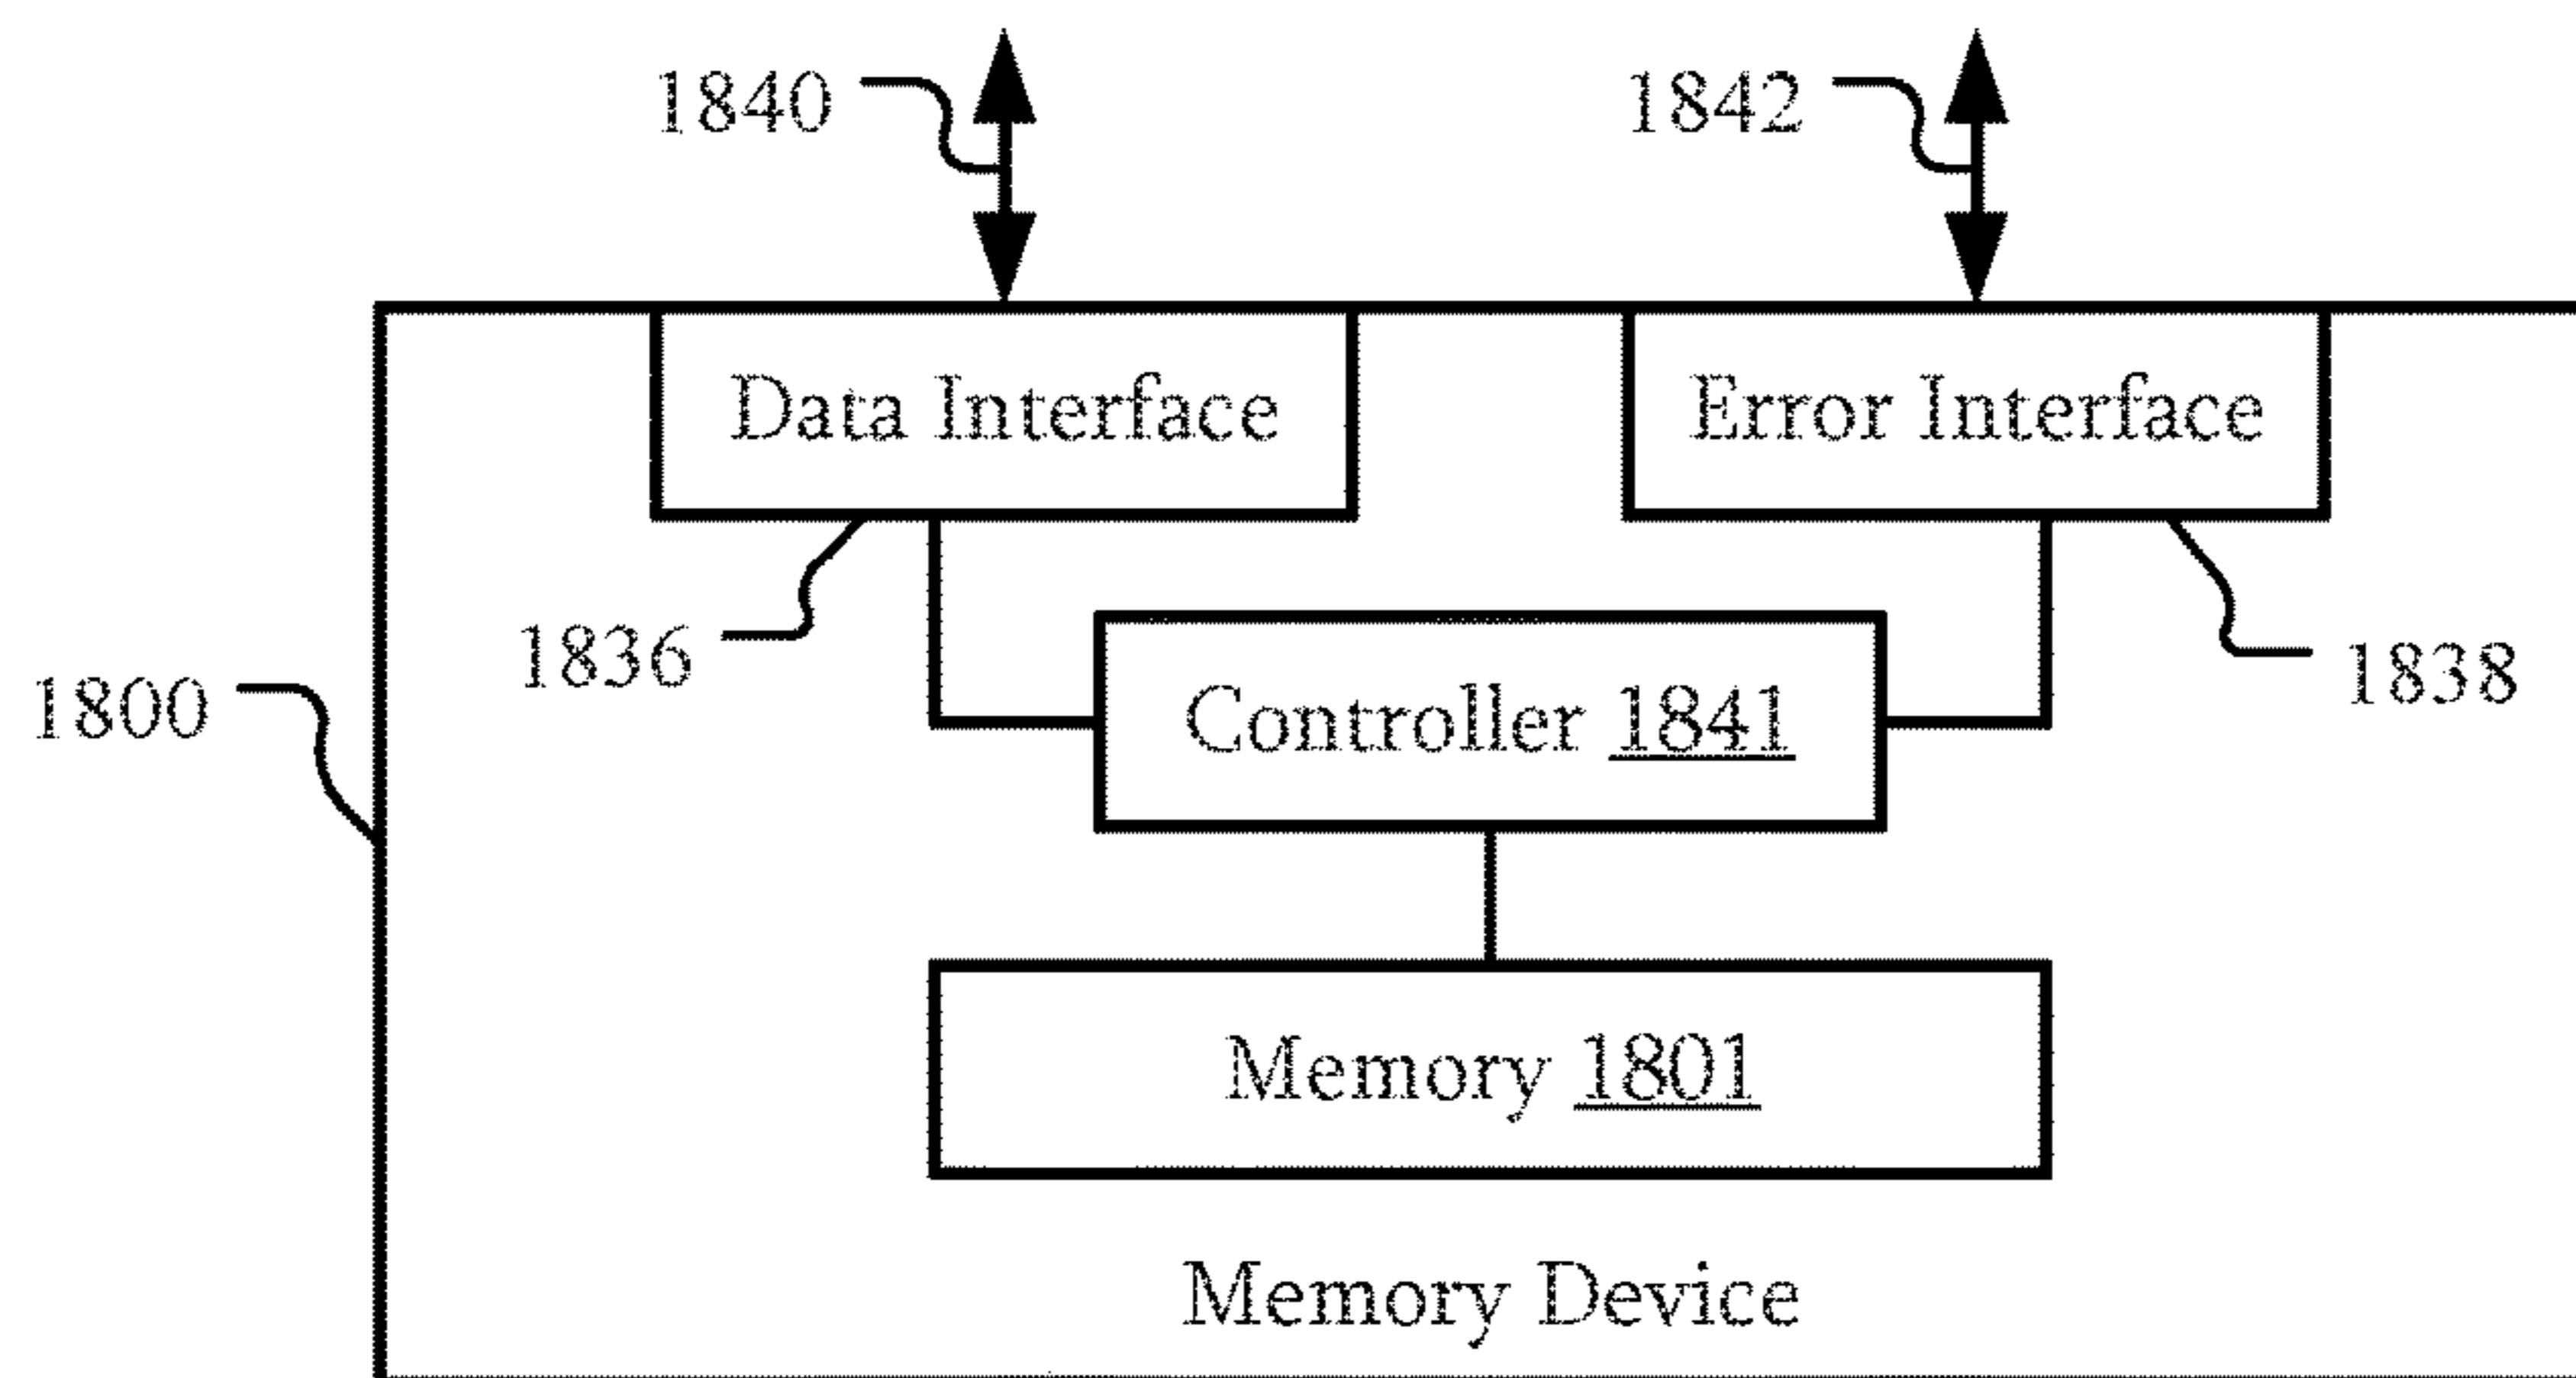 1840
1842
Data Interface
Error Interface
1836
1838
1800
Controller 1841
Memory 1801
Memory Device